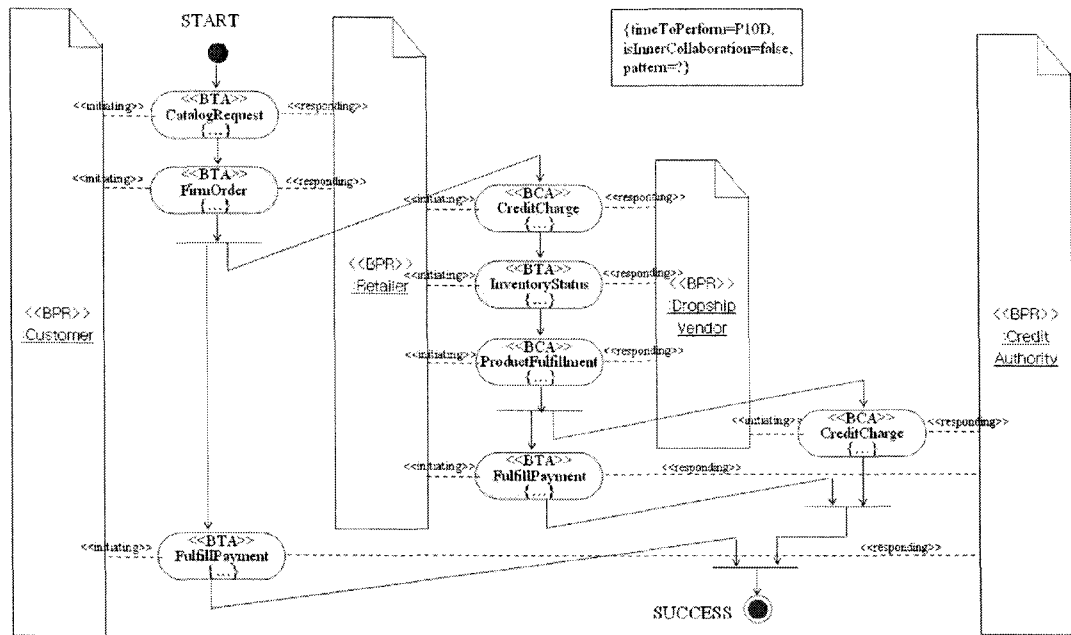 START
{timeToPerform=P10D,
isInnerCollaboration=false,
pattern=?}
<<BTA>>
<<initiating>>
<<responding>>
CatalogRequest
{...}
<<BTA>>
<<initiating>>
<<responding>>
FirmOrder
{...}
<<BCA>>
<<initiating>>
<<responding>>
CreditCharge
{...}
<<BPR>>
:Retailer
<<BTA>>
<<initiating>>
<<responding>>
InventoryStatus
{...}
<<BPR>>
:Dropship
Vendor
<<BPR>>
:Customer
<<BPR>>
:Credit
Authority
<<BCA>>
<<initiating>>
<<responding>>
ProductFulfillment
{...}
<<BCA>>
<<initiating>>
<<responding>>
CreditCharge
{...}
<<BTA>>
<<initiating>>
<<responding>>
FulfillPayment
{...}
<<BTA>>
<<initiating>>
<<responding>>
FulfillPayment
{...}
SUCCESS